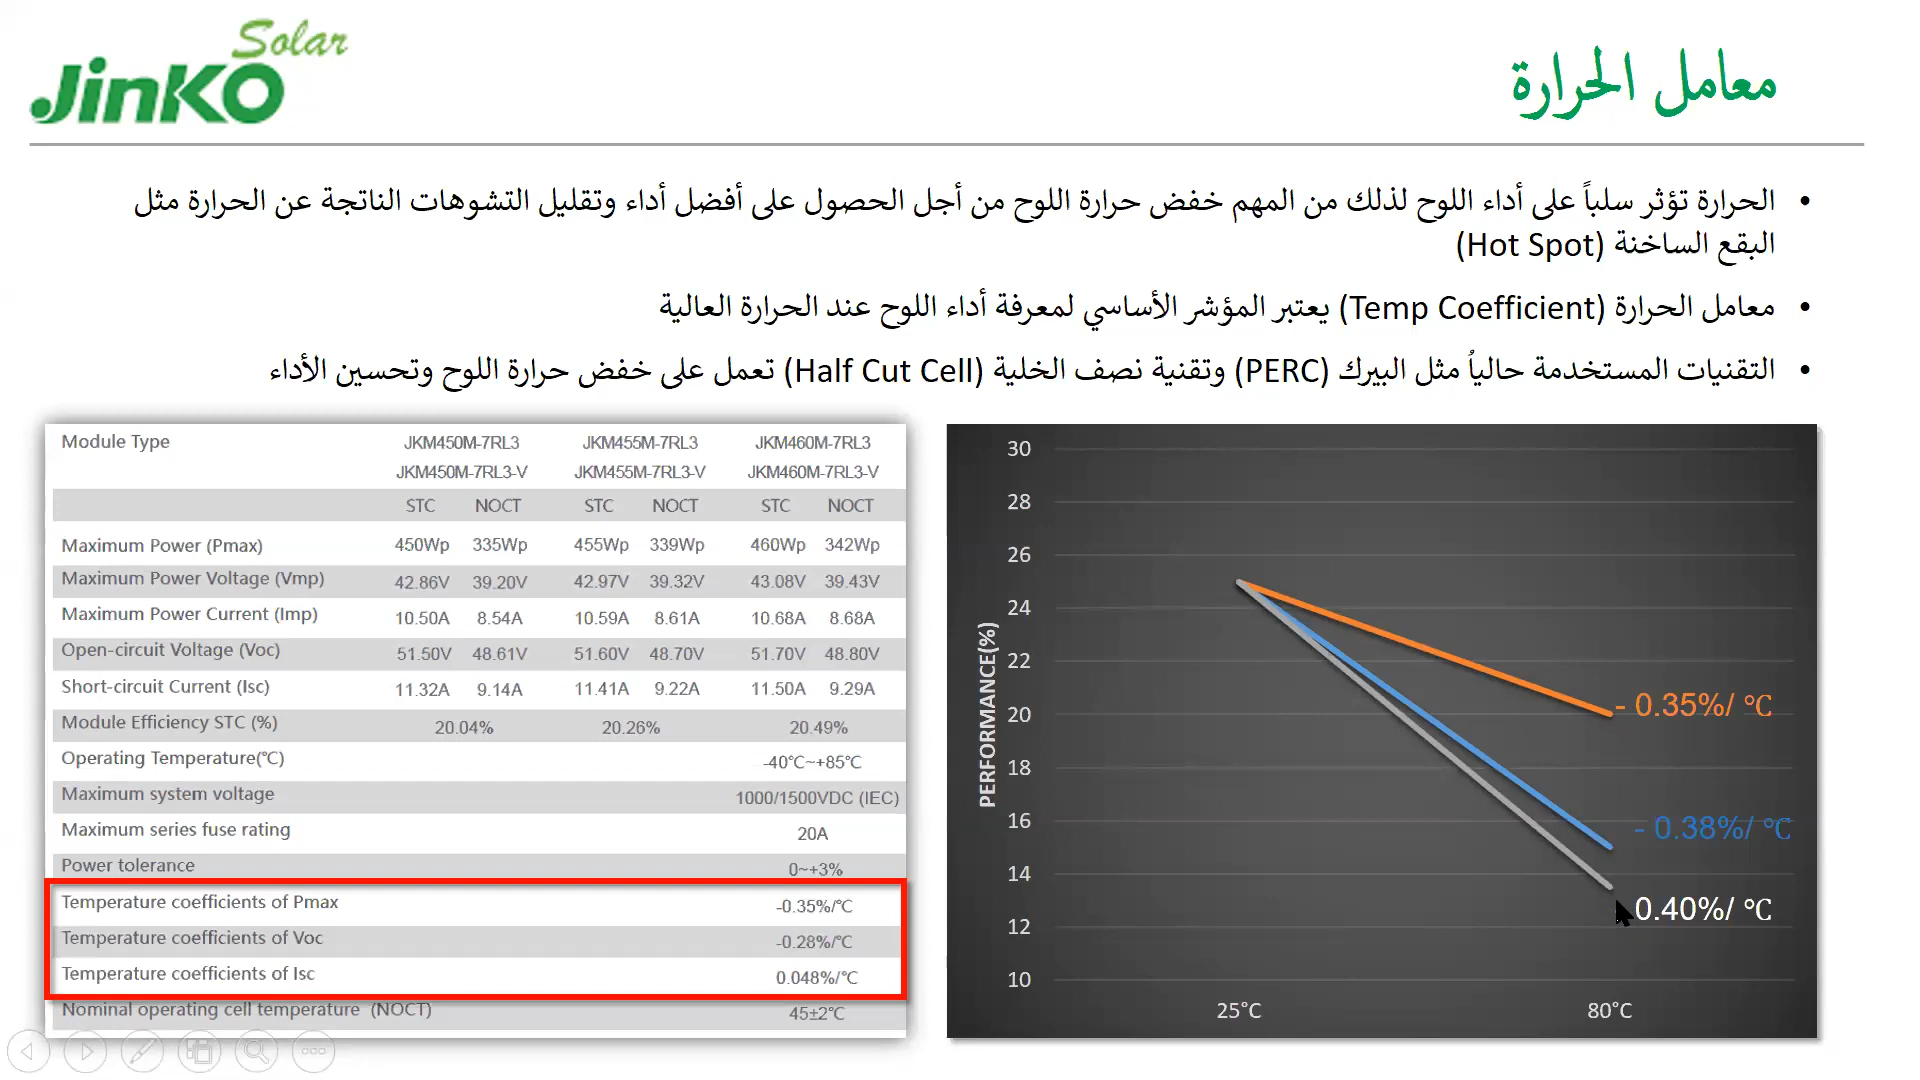 Solar
JinKO
معامل الحرارة
• الحرارة تؤثر سلباً على أداء اللوح لذلك من المهم خفض حرارة اللوح من أجل الحصول على أفضل أداء وتقليل التشوهات الناتجة عن الحرارة مثل
البقع الساخنة (Hot Spot)
• معامل الحرارة (Temp Coefficient) يعتبر المؤشر الأساسي لمعرفة أداء اللوح عند الحرارة العالية
• التقنيات المستخدمة حالياُ مثل البيرك (PERC) وتقنية نصف الخلية (Half Cut Cell) تعمل على خفض حرارة اللوح وتحسين الأداء
Module Type JKM450M-7RL3 JKM455M-7RL3 JKM460M-7RL3
JKM450M-7RL3-V JKM455M-7RL3-V JKM460M-7RL3-V
STC NOCT STC NOCT STC NOCT
Maximum Power (Pmax) 450Wp 335Wp 455Wp 339Wp 460Wp 342Wp
Maximum Power Voltage (Vmp) 42.86V 39.20V 42.97V 39.32V 43.08V 39.43V
Maximum Power Current (Imp) 10.50A 8.54A 10.59A 8.61A 10.68A 8.68A
Open-circuit Voltage (Voc) 51.50V 48.61V 51.60V 48.70V 51.70V 48.80V
Short-circuit Current (Isc) 11.32A 9.14A 11.41A 9.22A 11.50A 9.29A
Module Efficiency STC (%) 20.04% 20.26% 20.49%
Operating Temperature(℃) -40℃~+85℃
Maximum system voltage 1000/1500VDC (IEC)
Maximum series fuse rating 20A
Power tolerance 0~+3%
Temperature coefficients of Pmax -0.35%/℃
Temperature coefficients of Voc -0.28%/℃
Temperature coefficients of Isc 0.048%/℃
Nominal operating cell temperature (NOCT) 45±2℃
PERFORMANCE(%)
30
28
26
24
22
20
18
16
14
12
10
25°C 80°C
- 0.35%/ ℃
- 0.38%/ ℃
0.40%/ ℃